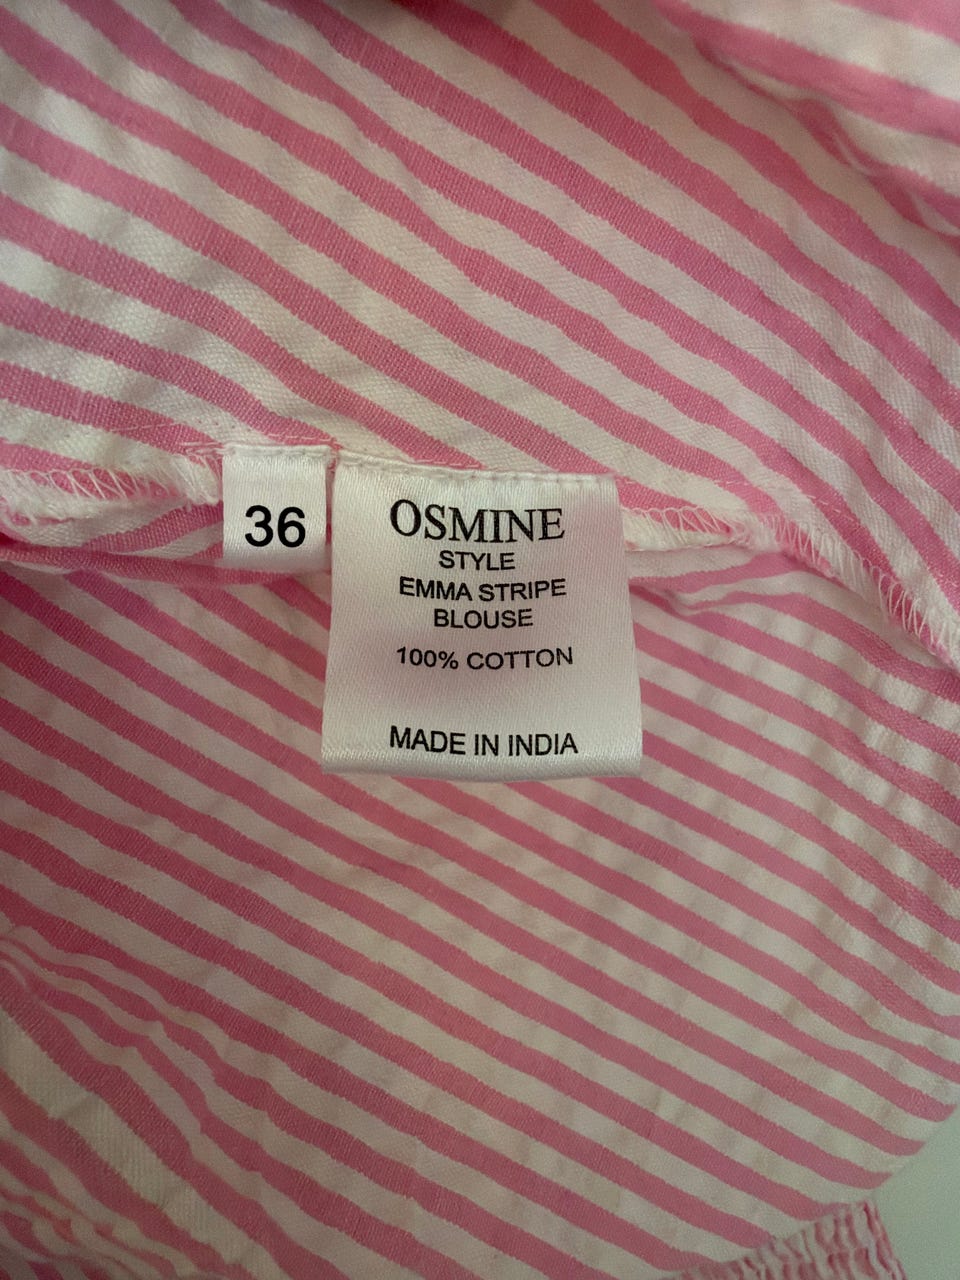 36
OSMINE
STYLE
EMMA STRIPE
BLOUSE
100% COTTON
MADE IN INDIA